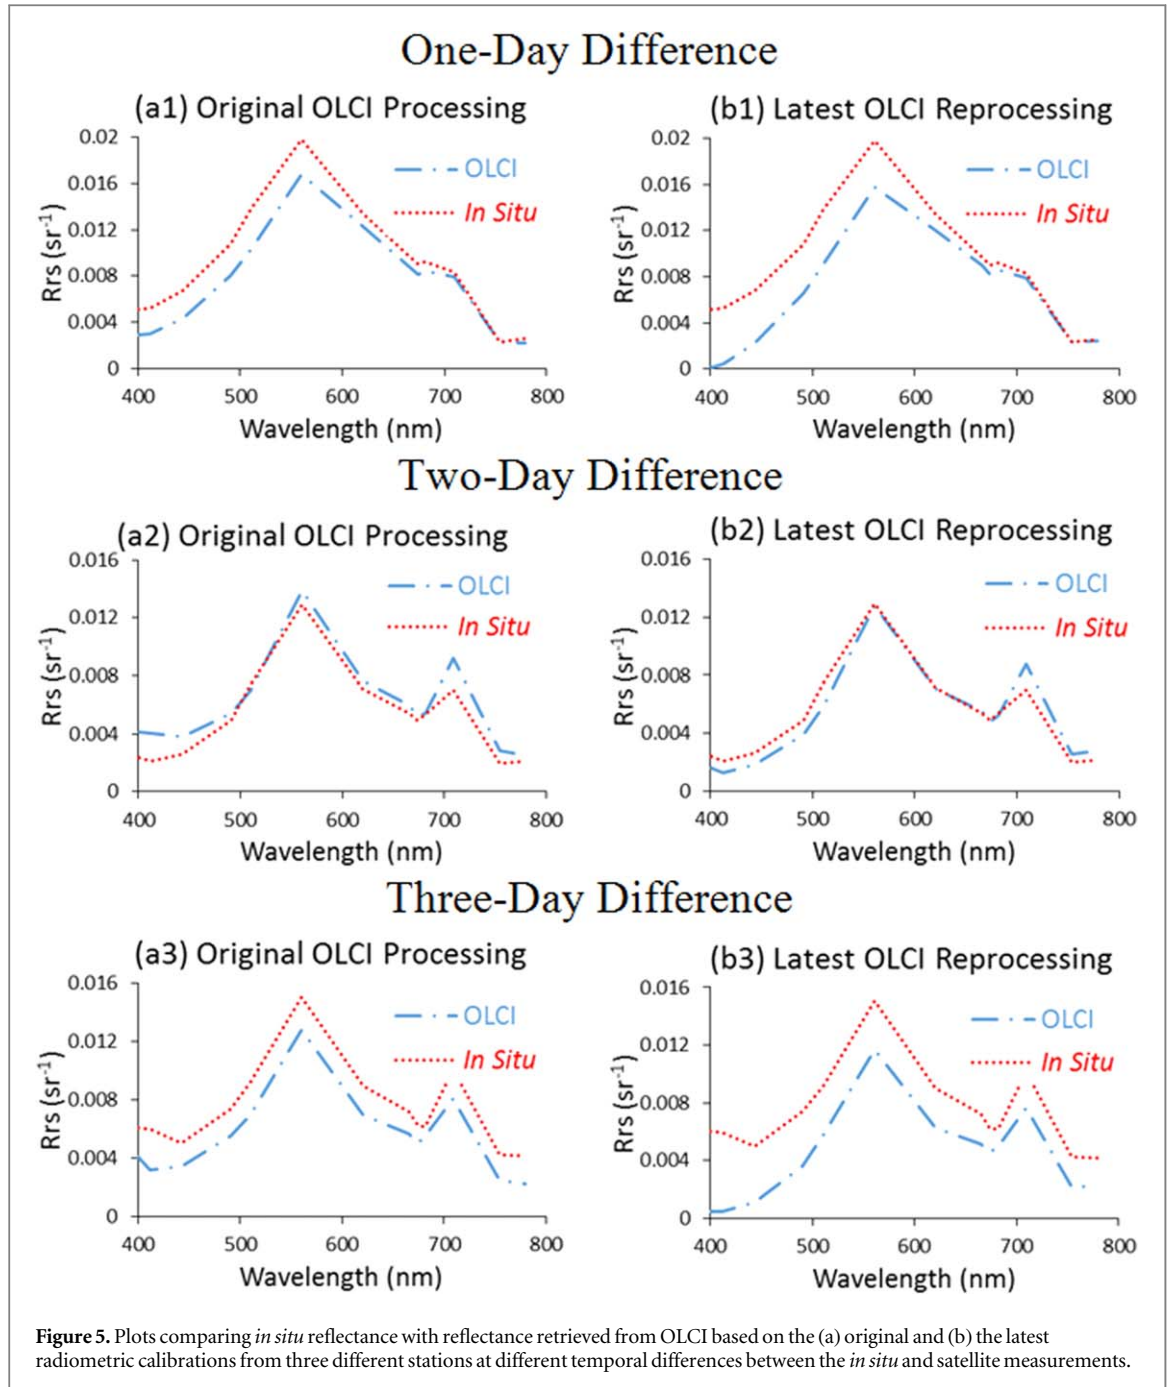 One-Day Difference
(a1) Original OLCI Processing
0.02
0.016
0.012
0.008
0.004
0
Rrs (sr-1)
OLCI
In Situ
400 500 600 700 800
Wavelength (nm)
(b1) Latest OLCI Reprocessing
0.02
0.016
0.012
0.008
0.004
0
Rrs (sr-1)
OLCI
In Situ
400 500 600 700 800
Wavelength (nm)
Two-Day Difference
(a2) Original OLCI Processing
0.016
0.012
0.008
0.004
0
Rrs (sr-1)
OLCI
In Situ
400 500 600 700 800
Wavelength (nm)
(b2) Latest OLCI Reprocessing
0.016
0.012
0.008
0.004
0
Rrs (sr-1)
OLCI
In Situ
400 500 600 700 800
Wavelength (nm)
Three-Day Difference
(a3) Original OLCI Processing
0.016
0.012
0.008
0.004
0
Rrs (sr-1)
OLCI
In Situ
400 500 600 700 800
Wavelength (nm)
(b3) Latest OLCI Reprocessing
0.016
0.012
0.008
0.004
0
Rrs (sr-1)
OLCI
In Situ
400 500 600 700 800
Wavelength (nm)
Figure 5. Plots comparing in situ reflectance with reflectance retrieved from OLCI based on the (a) original and (b) the latest
radiometric calibrations from three different stations at different temporal differences between the in situ and satellite measurements.